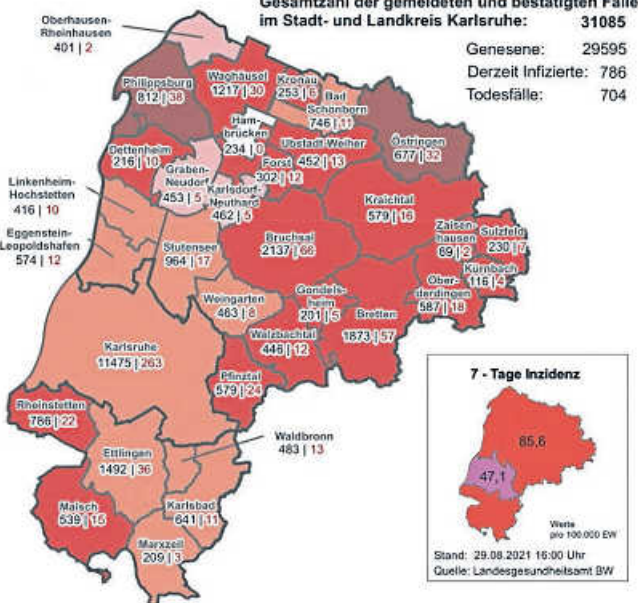 Gesamtzahl der gemeldeten und bestätigten Fälle
im Stadt- und Landkreis Karlsruhe: 31085
Genesene: 29595
Derzeit Infizierte: 786
Todesfälle: 704
Oberhausen-
Rheinhausen
401 | 2
Philippsburg
812 | 38
Waghäusel
1217 | 30
Kronau
253 | 6
Bad
Schönborn
746 | 11
Östringen
677 | 32
Ham-
brücken
234 | 0
Ubstadt-Weiher
452 | 13
Dettenheim
216 | 10
Graben-
Neudorf
453 | 5
Forst
302 | 12
Karlsdorf-
Neuthard
462 | 5
Kraichtal
579 | 16
Linkenheim-
Hochstetten
416 | 10
Eggenstein-
Leopoldshafen
574 | 12
Stutensee
964 | 17
Bruchsal
2137 | 66
Zaisen-
hausen
69 | 2
Sulzfeld
230 | 7
Kürnbach
116 | 4
Ober-
derdingen
587 | 18
Weingarten
463 | 8
Gondels-
heim
201 | 5
Bretten
1873 | 57
Walzbachtal
446 | 12
Karlsruhe
11475 | 263
Pfinztal
579 | 24
Rheinstetten
786 | 22
Waldbronn
483 | 13
Ettlingen
1492 | 36
Malsch
539 | 15
Karlsbad
641 | 11
Marxzell
209 | 3
7 - Tage Inzidenz
85,6
47,1
Werte
pro 100.000 EW
Stand: 29.08.2021 16:00 Uhr
Quelle: Landesgesundheitsamt BW